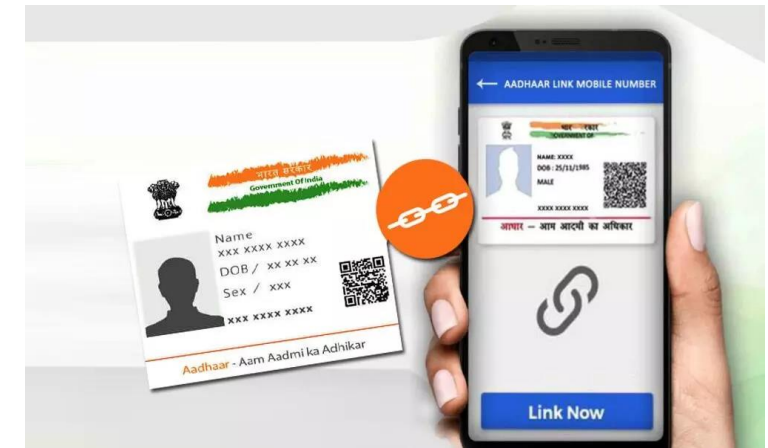 भारत सरकार
Government Of India
Name
xxx xxxx xxxx
DOB / xx xx xx
Sex / xxx
xxx xxxx xxxx
Aadhaar - Aam Aadmi ka Adhikar
AADHAAR LINK MOBILE NUMBER
GOVERNMENT OF
NAME: XXXX
DOB : 25/11/1985
MALE
XXXX XXXX XXXX
आधार – आम आदमी का अधिकार
Link Now